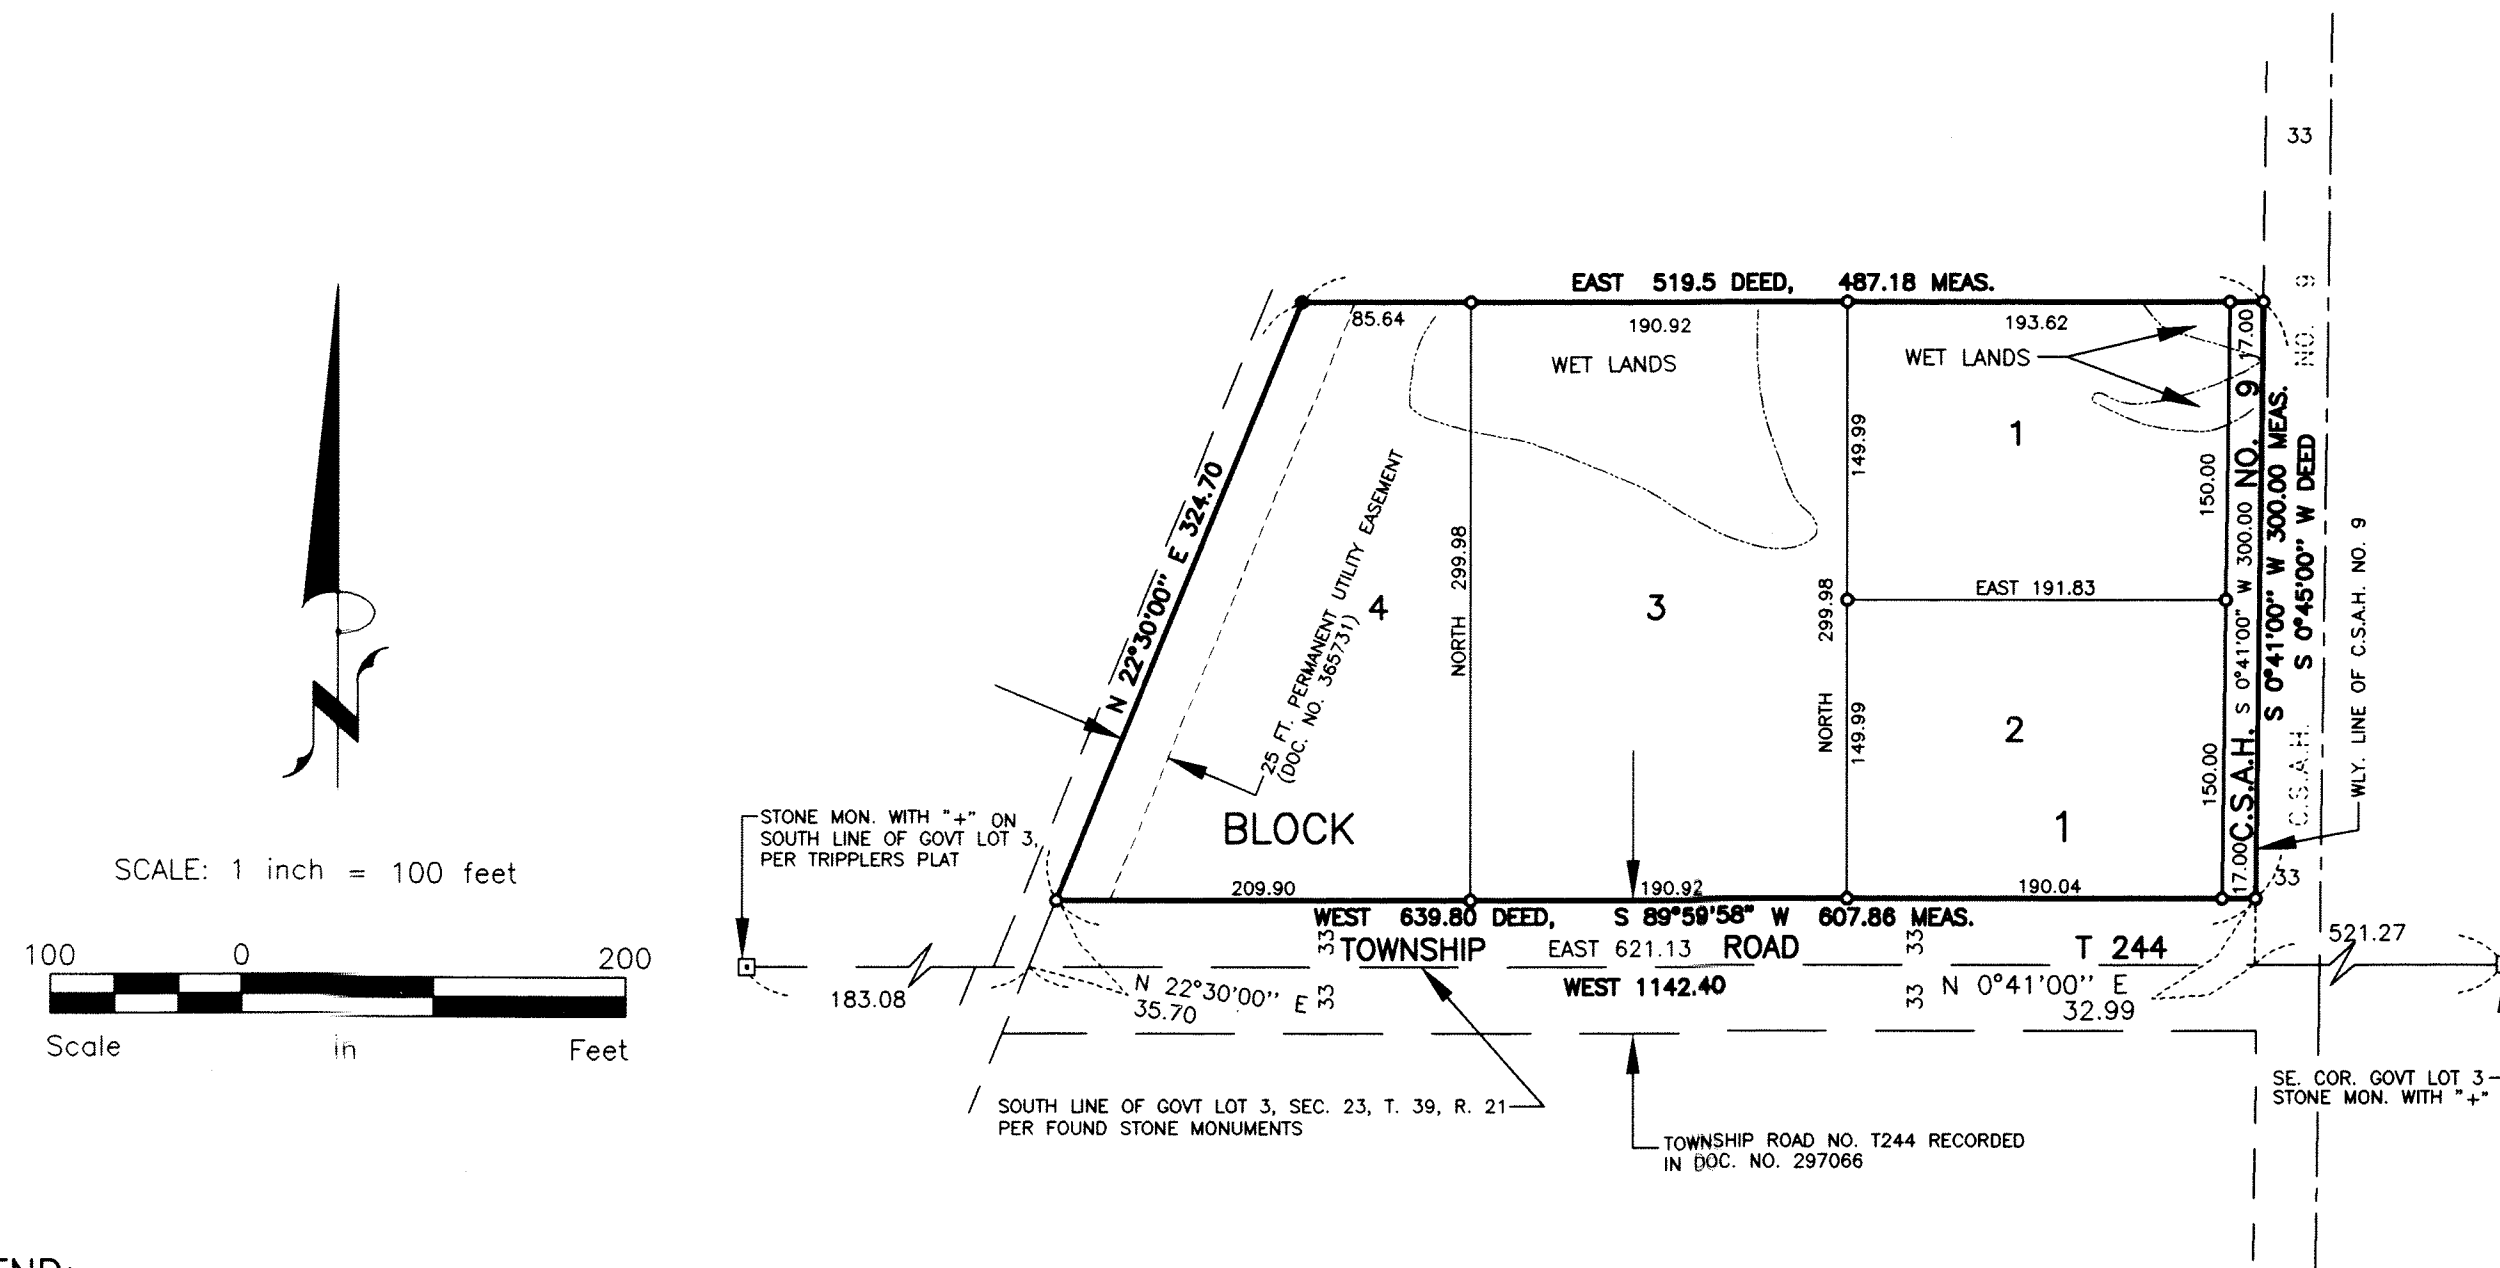 33
EAST 519.5 DEED, 487.18 MEAS.
85.64
190.92
193.62
17.00
WET LANDS
WET LANDS
NO. 9
1
149.99
150.00
N 22°30'00" E 324.70
25 FT. PERMANENT UTILITY EASEMENT
(DOC. NO. 365731)
4
NORTH 299.98
3
NORTH 299.98
EAST 191.83
S 0°41'00" W 300.00
C.S.A.H. NO. 9
S 0°41'00" W 300.00 MEAS.
S 0°45'00" W DEED
WLY. LINE OF C.S.A.H. NO. 9
C.S.A.H.
2
149.99
150.00
BLOCK
1
17.00
33
STONE MON. WITH "+" ON
SOUTH LINE OF GOVT LOT 3,
PER TRIPPLERS PLAT
SCALE: 1 inch = 100 feet
100 0 200
Scale in Feet
N
209.90
190.92
190.04
WEST 639.80 DEED, S 89°59'58" W 607.86 MEAS.
33
TOWNSHIP EAST 621.13 ROAD
33
T 244
521.27
183.08
N 22°30'00" E
35.70
33
WEST 1142.40
33
N 0°41'00" E
32.99
SOUTH LINE OF GOVT LOT 3, SEC. 23, T. 39, R. 21
PER FOUND STONE MONUMENTS
TOWNSHIP ROAD NO. T244 RECORDED
IN DOC. NO. 297066
SE. COR. GOVT LOT 3
STONE MON. WITH "+"